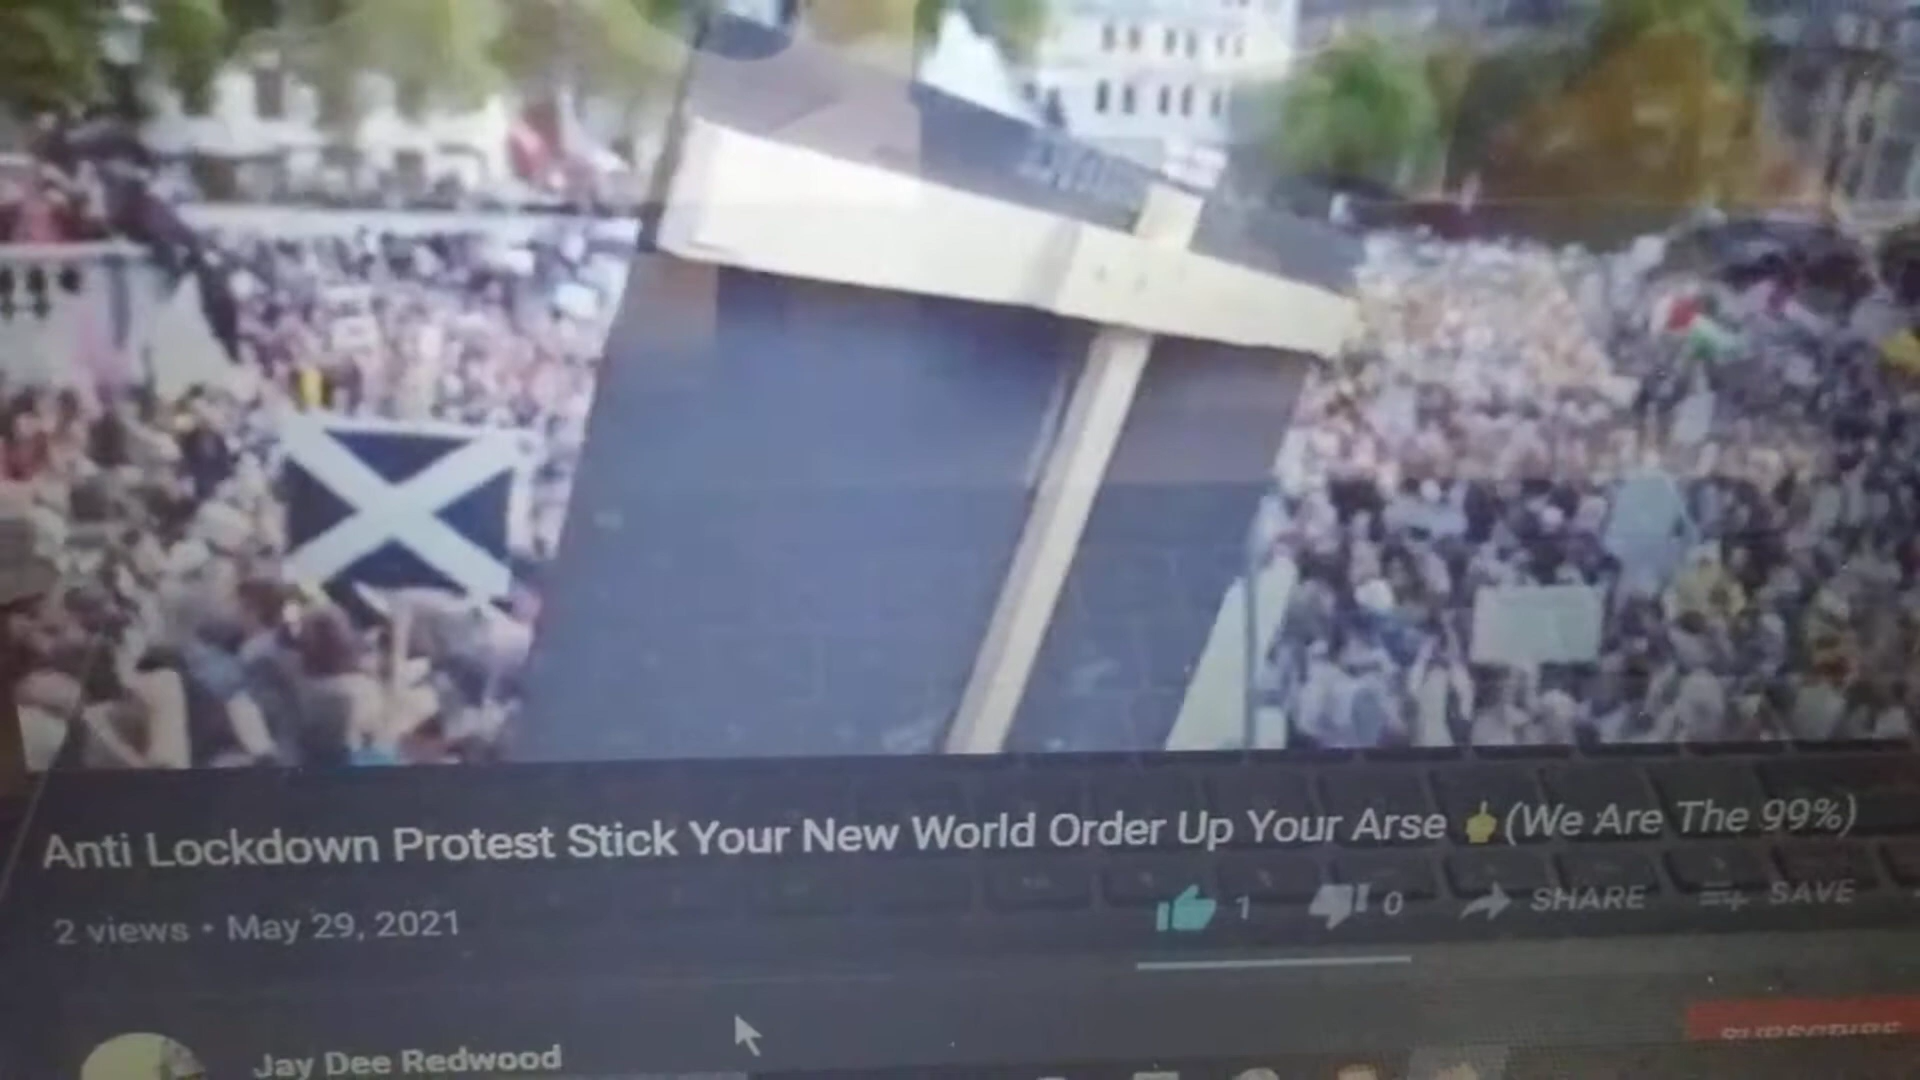 Anti Lockdown Protest Stick Your New World Order Up Your Arse 🖕(We Are The 99%)
2 views • May 29, 2021
1 0 SHARE SAVE
Jay Dee Redwood
SUBSCRIBE